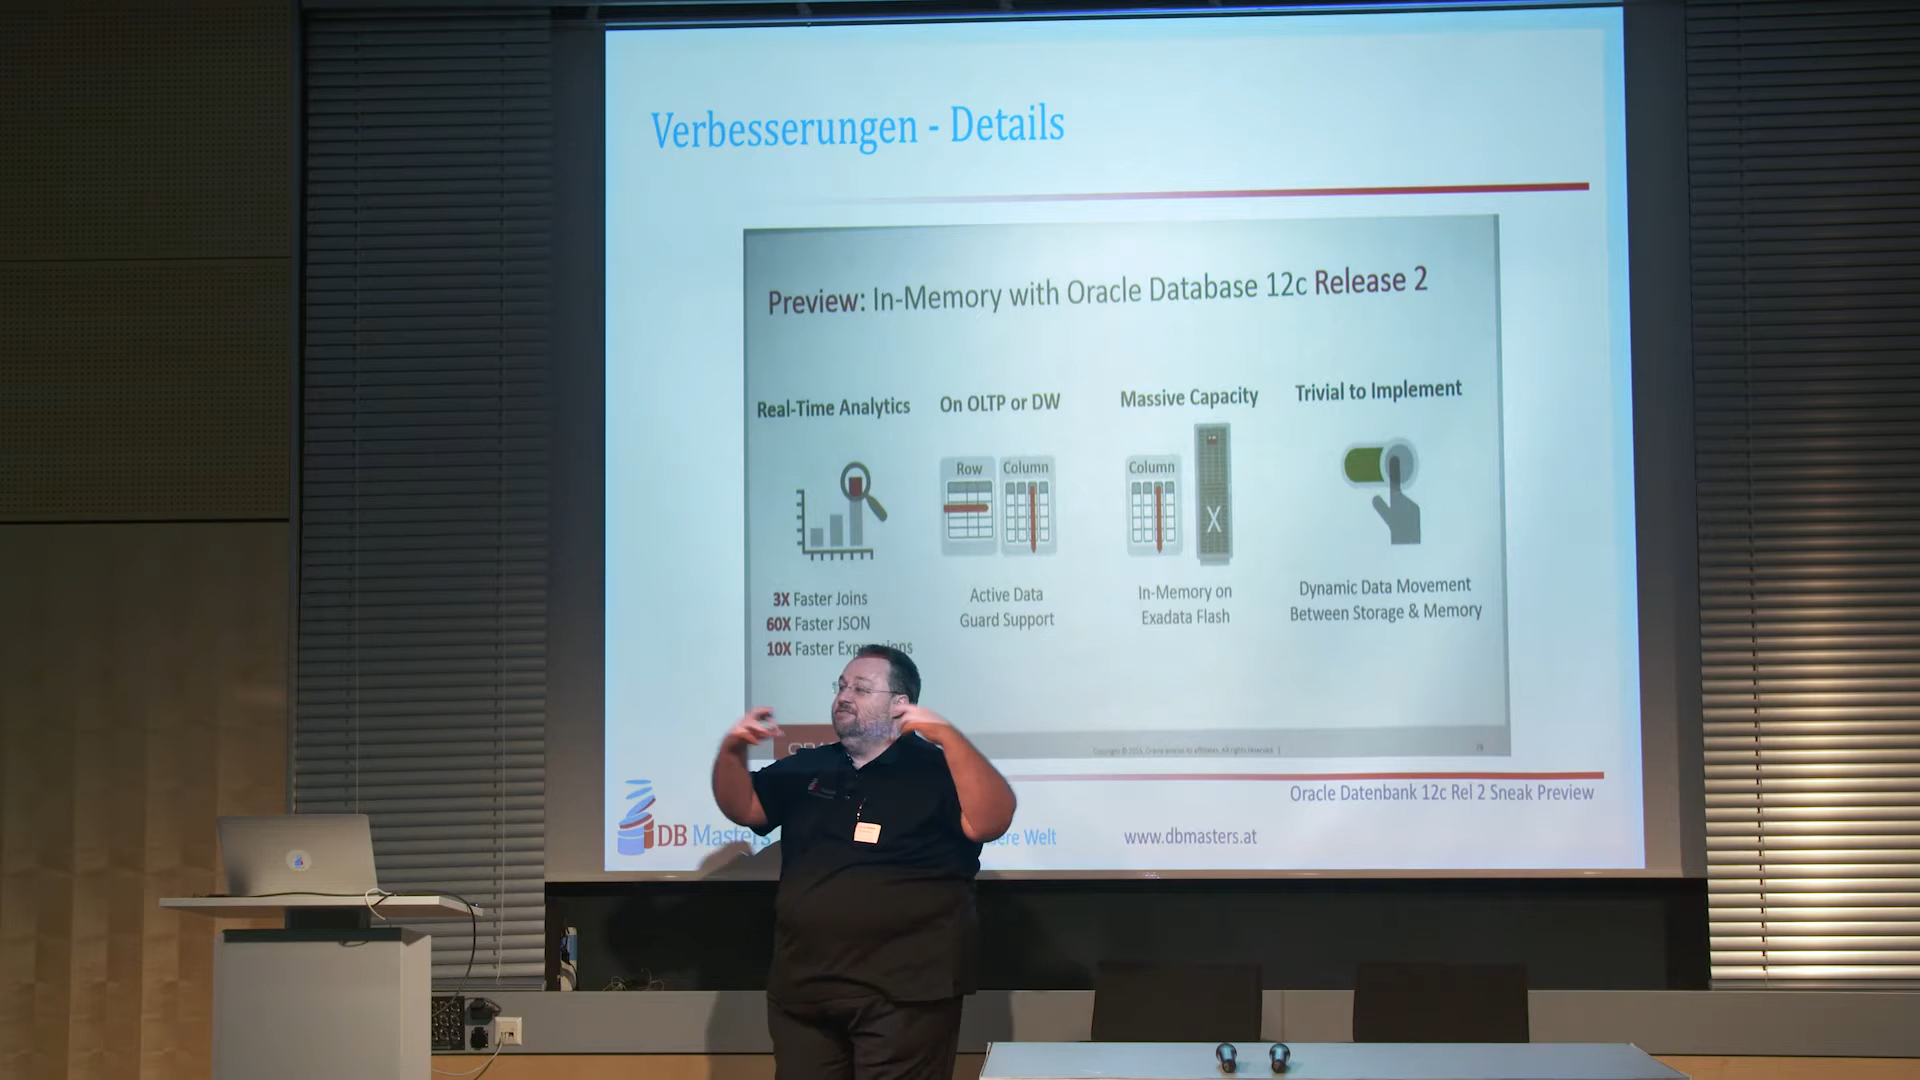 Verbesserungen - Details
Preview: In-Memory with Oracle Database 12c Release 2
Real-Time Analytics
On OLTP or DW
Massive Capacity
Trivial to Implement
Row
Column
Column
X
3X Faster Joins
60X Faster JSON
10X Faster
Active Data
Guard Support
In-Memory on
Exadata Flash
Dynamic Data Movement
Between Storage & Memory
Oracle Datenbank 12c Rel 2 Sneak Preview
DB Masters
Welt
www.dbmasters.at